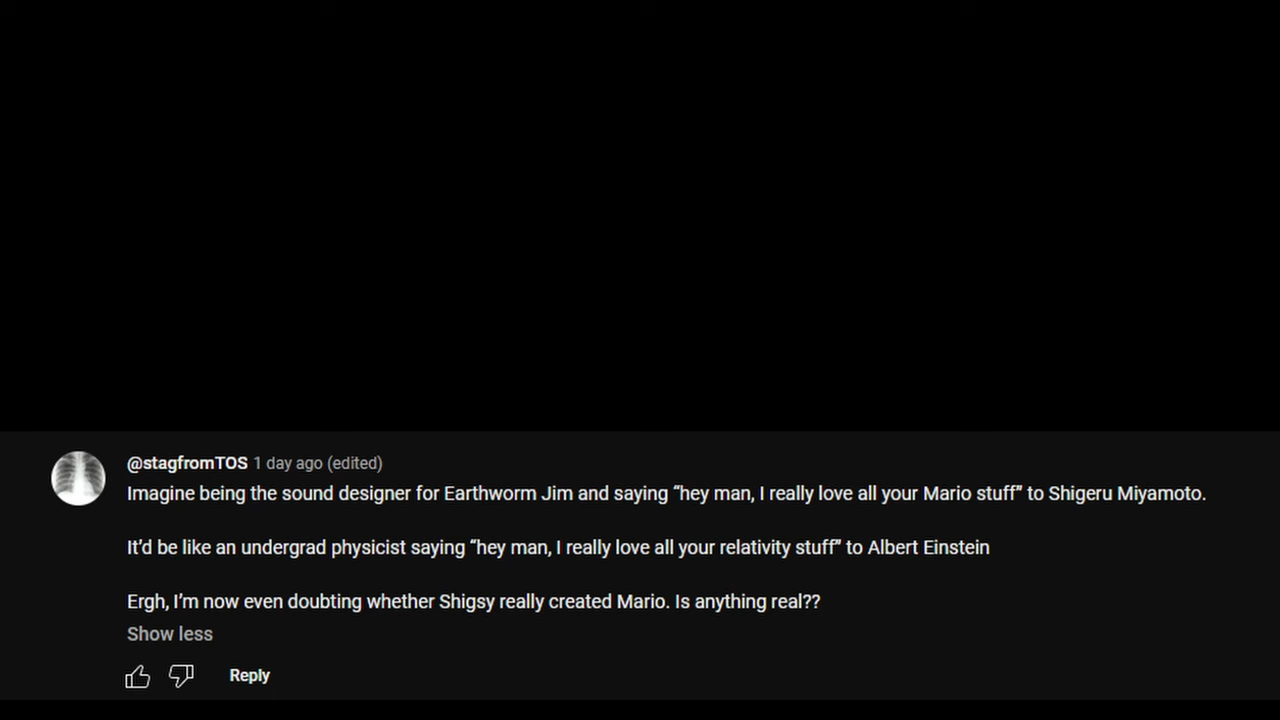 @stagfromTOS 1 day ago (edited)
Imagine being the sound designer for Earthworm Jim and saying “hey man, I really love all your Mario stuff” to Shigeru Miyamoto.
It’d be like an undergrad physicist saying “hey man, I really love all your relativity stuff” to Albert Einstein
Ergh, I’m now even doubting whether Shigsy really created Mario. Is anything real??
Show less
Reply